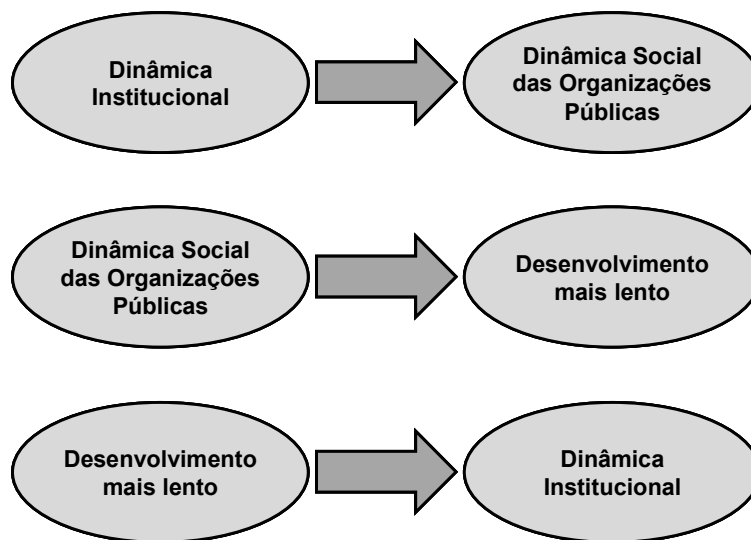 Dinâmica
Institucional
Dinâmica Social
das Organizações
Públicas
Dinâmica Social
das Organizações
Públicas
Desenvolvimento
mais lento
Desenvolvimento
mais lento
Dinâmica
Institucional